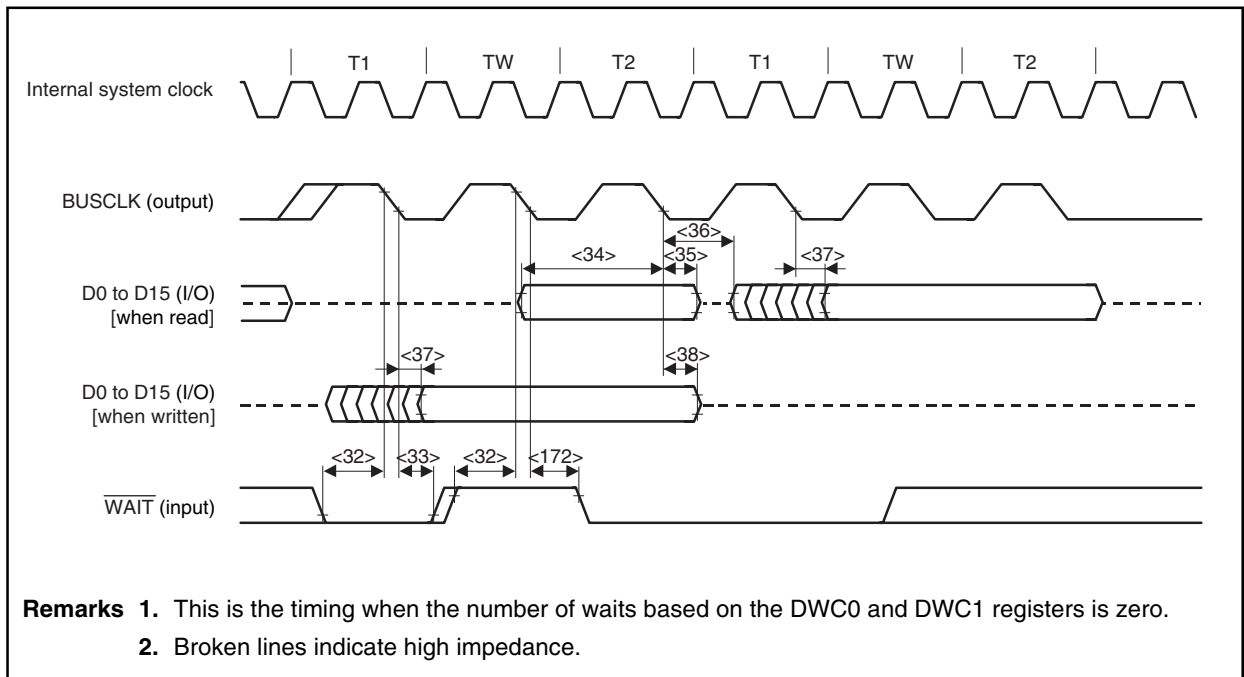 T1 TW T2 T1 TW T2
Internal system clock
BUSCLK (output)
<36>
<34> <35> <37>
D0 to D15 (I/O)
[when read]
<37> <38>
D0 to D15 (I/O)
[when written]
<32> <33> <32> <172>
WAIT (input)
Remarks 1. This is the timing when the number of waits based on the DWC0 and DWC1 registers is zero.
2. Broken lines indicate high impedance.